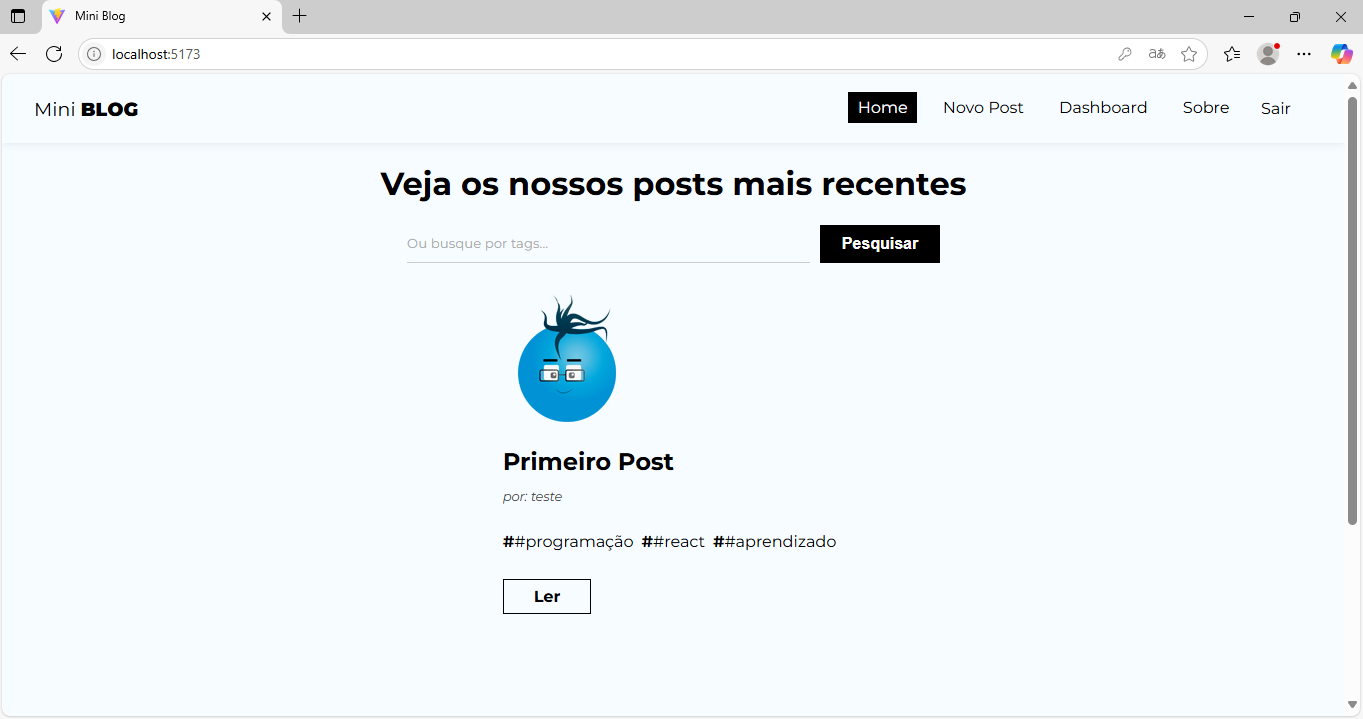 Mini Blog
localhost:5173
Mini BLOG
Home Novo Post Dashboard Sobre Sair
Veja os nossos posts mais recentes
Ou busque por tags... Pesquisar
Primeiro Post
por: teste
##programação ##react ##aprendizado
Ler